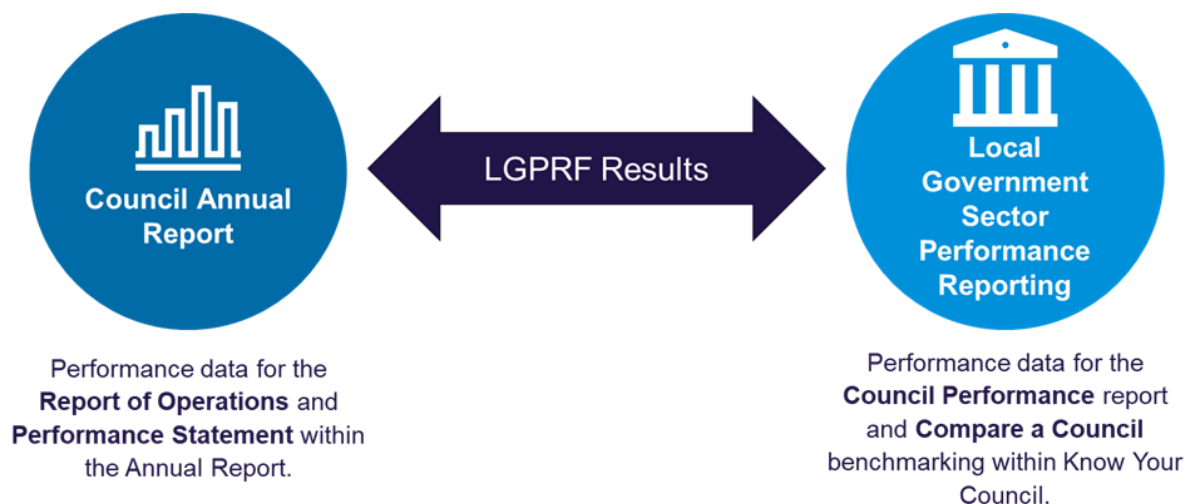 Council Annual
Report
Performance data for the
Report of Operations and
Performance Statement within
the Annual Report.
LGPRF Results
Local
Government
Sector
Performance
Reporting
Performance data for the
Council Performance report
and Compare a Council
benchmarking within Know Your
Council.